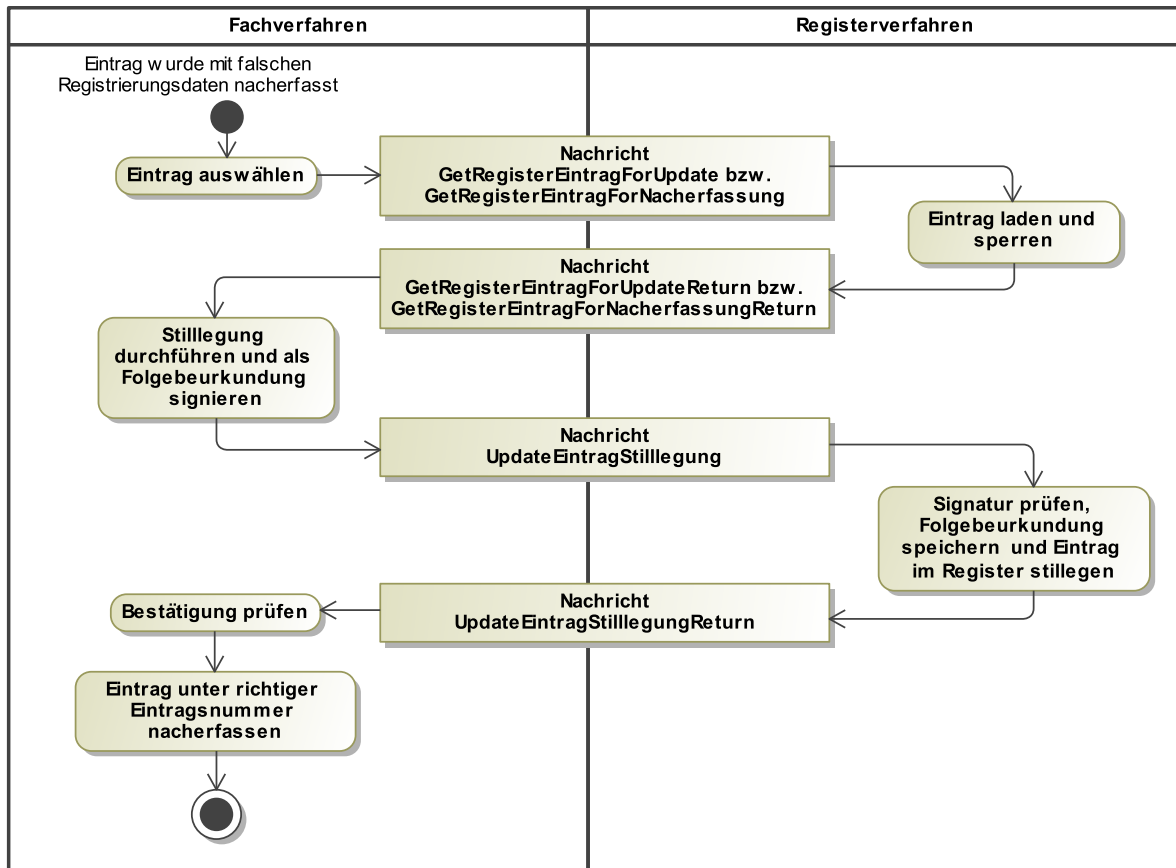 Fachverfahren
Registerverfahren
Eintrag wurde mit falschen
Registrierungsdaten nacherfasst
Eintrag auswählen
Nachricht
GetRegisterEintragForUpdate bzw.
GetRegisterEintragForNacherfassung
Eintrag laden und
sperren
Nachricht
GetRegisterEintragForUpdateReturn bzw.
GetRegisterEintragForNacherfassungReturn
Stilllegung
durchführen und als
Folgebeurkundung
signieren
Nachricht
UpdateEintragStilllegung
Signatur prüfen,
Folgebeurkundung
speichern und Eintrag
im Register stillegen
Nachricht
UpdateEintragStilllegungReturn
Bestätigung prüfen
Eintrag unter richtiger
Eintragsnummer
nacherfassen